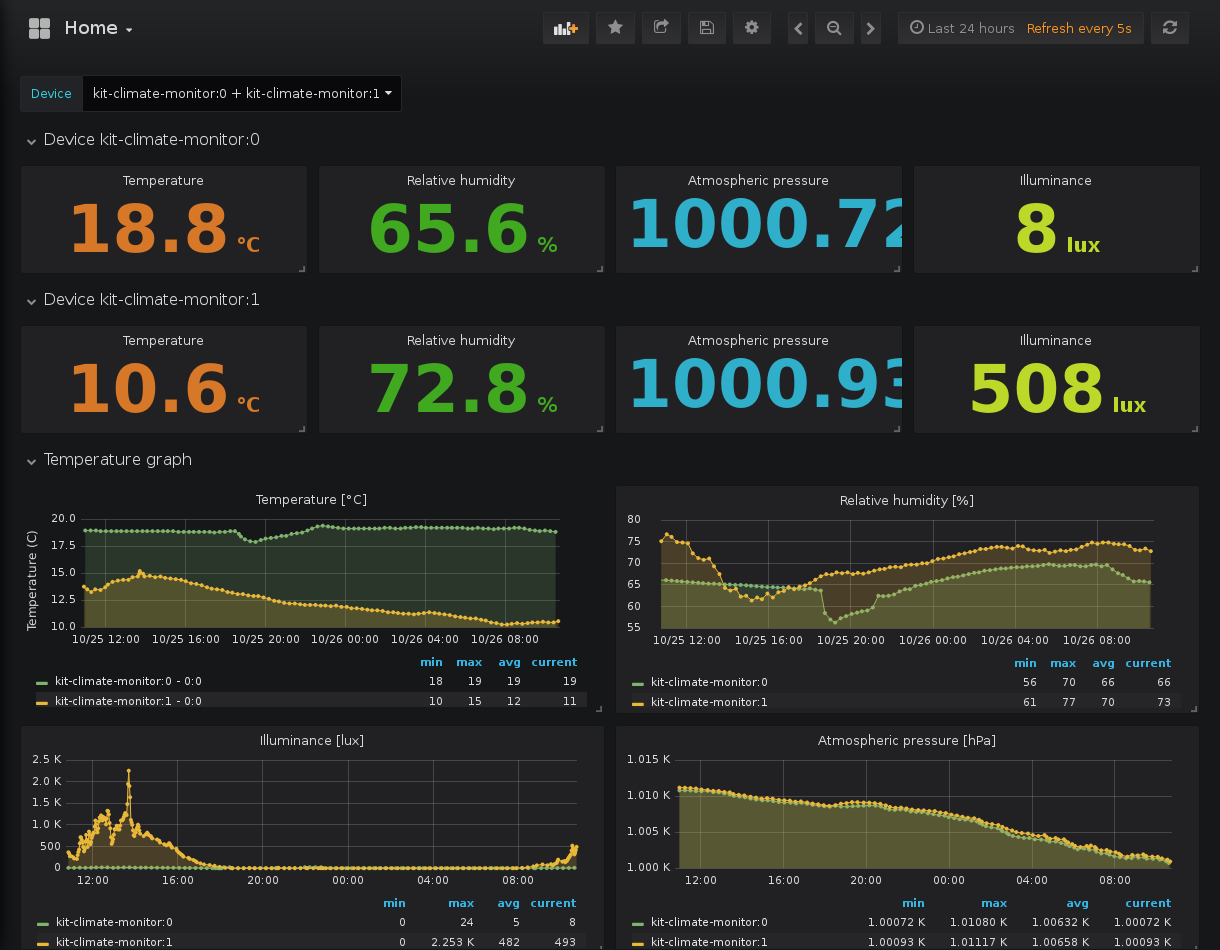 Home
Last 24 hours Refresh every 5s
Device kit-climate-monitor:0 + kit-climate-monitor:1
Device kit-climate-monitor:0
Temperature Relative humidity Atmospheric pressure Illuminance
18.8 °C 65.6 % 1000.72 8 lux
Device kit-climate-monitor:1
Temperature Relative humidity Atmospheric pressure Illuminance
10.6 °C 72.8 % 1000.93 508 lux
Temperature graph
Temperature [°C]
Temperature (C)
20.0
17.5
15.0
12.5
10.0
10/25 12:00 10/25 16:00 10/25 20:00 10/26 00:00 10/26 04:00 10/26 08:00
min max avg current
kit-climate-monitor:0 - 0:0 18 19 19 19
kit-climate-monitor:1 - 0:0 10 15 12 11
Relative humidity [%]
80
75
70
65
60
55
10/25 12:00 10/25 16:00 10/25 20:00 10/26 00:00 10/26 04:00 10/26 08:00
min max avg current
kit-climate-monitor:0 56 70 66 66
kit-climate-monitor:1 61 77 70 73
Illuminance [lux]
2.5 K
2.0 K
1.5 K
1.0 K
500
0
12:00 16:00 20:00 00:00 04:00 08:00
min max avg current
kit-climate-monitor:0 0 24 5 8
kit-climate-monitor:1 0 2.253 K 482 493
Atmospheric pressure [hPa]
1.015 K
1.010 K
1.005 K
1.000 K
12:00 16:00 20:00 00:00 04:00 08:00
min max avg current
kit-climate-monitor:0 1.00072 K 1.01080 K 1.00632 K 1.00072 K
kit-climate-monitor:1 1.00093 K 1.01117 K 1.00658 K 1.00093 K